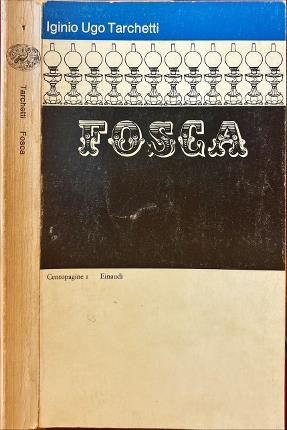 1
Tarchetti Fosca
Iginio Ugo Tarchetti
FOSCA
Centopagine 1 Einaudi